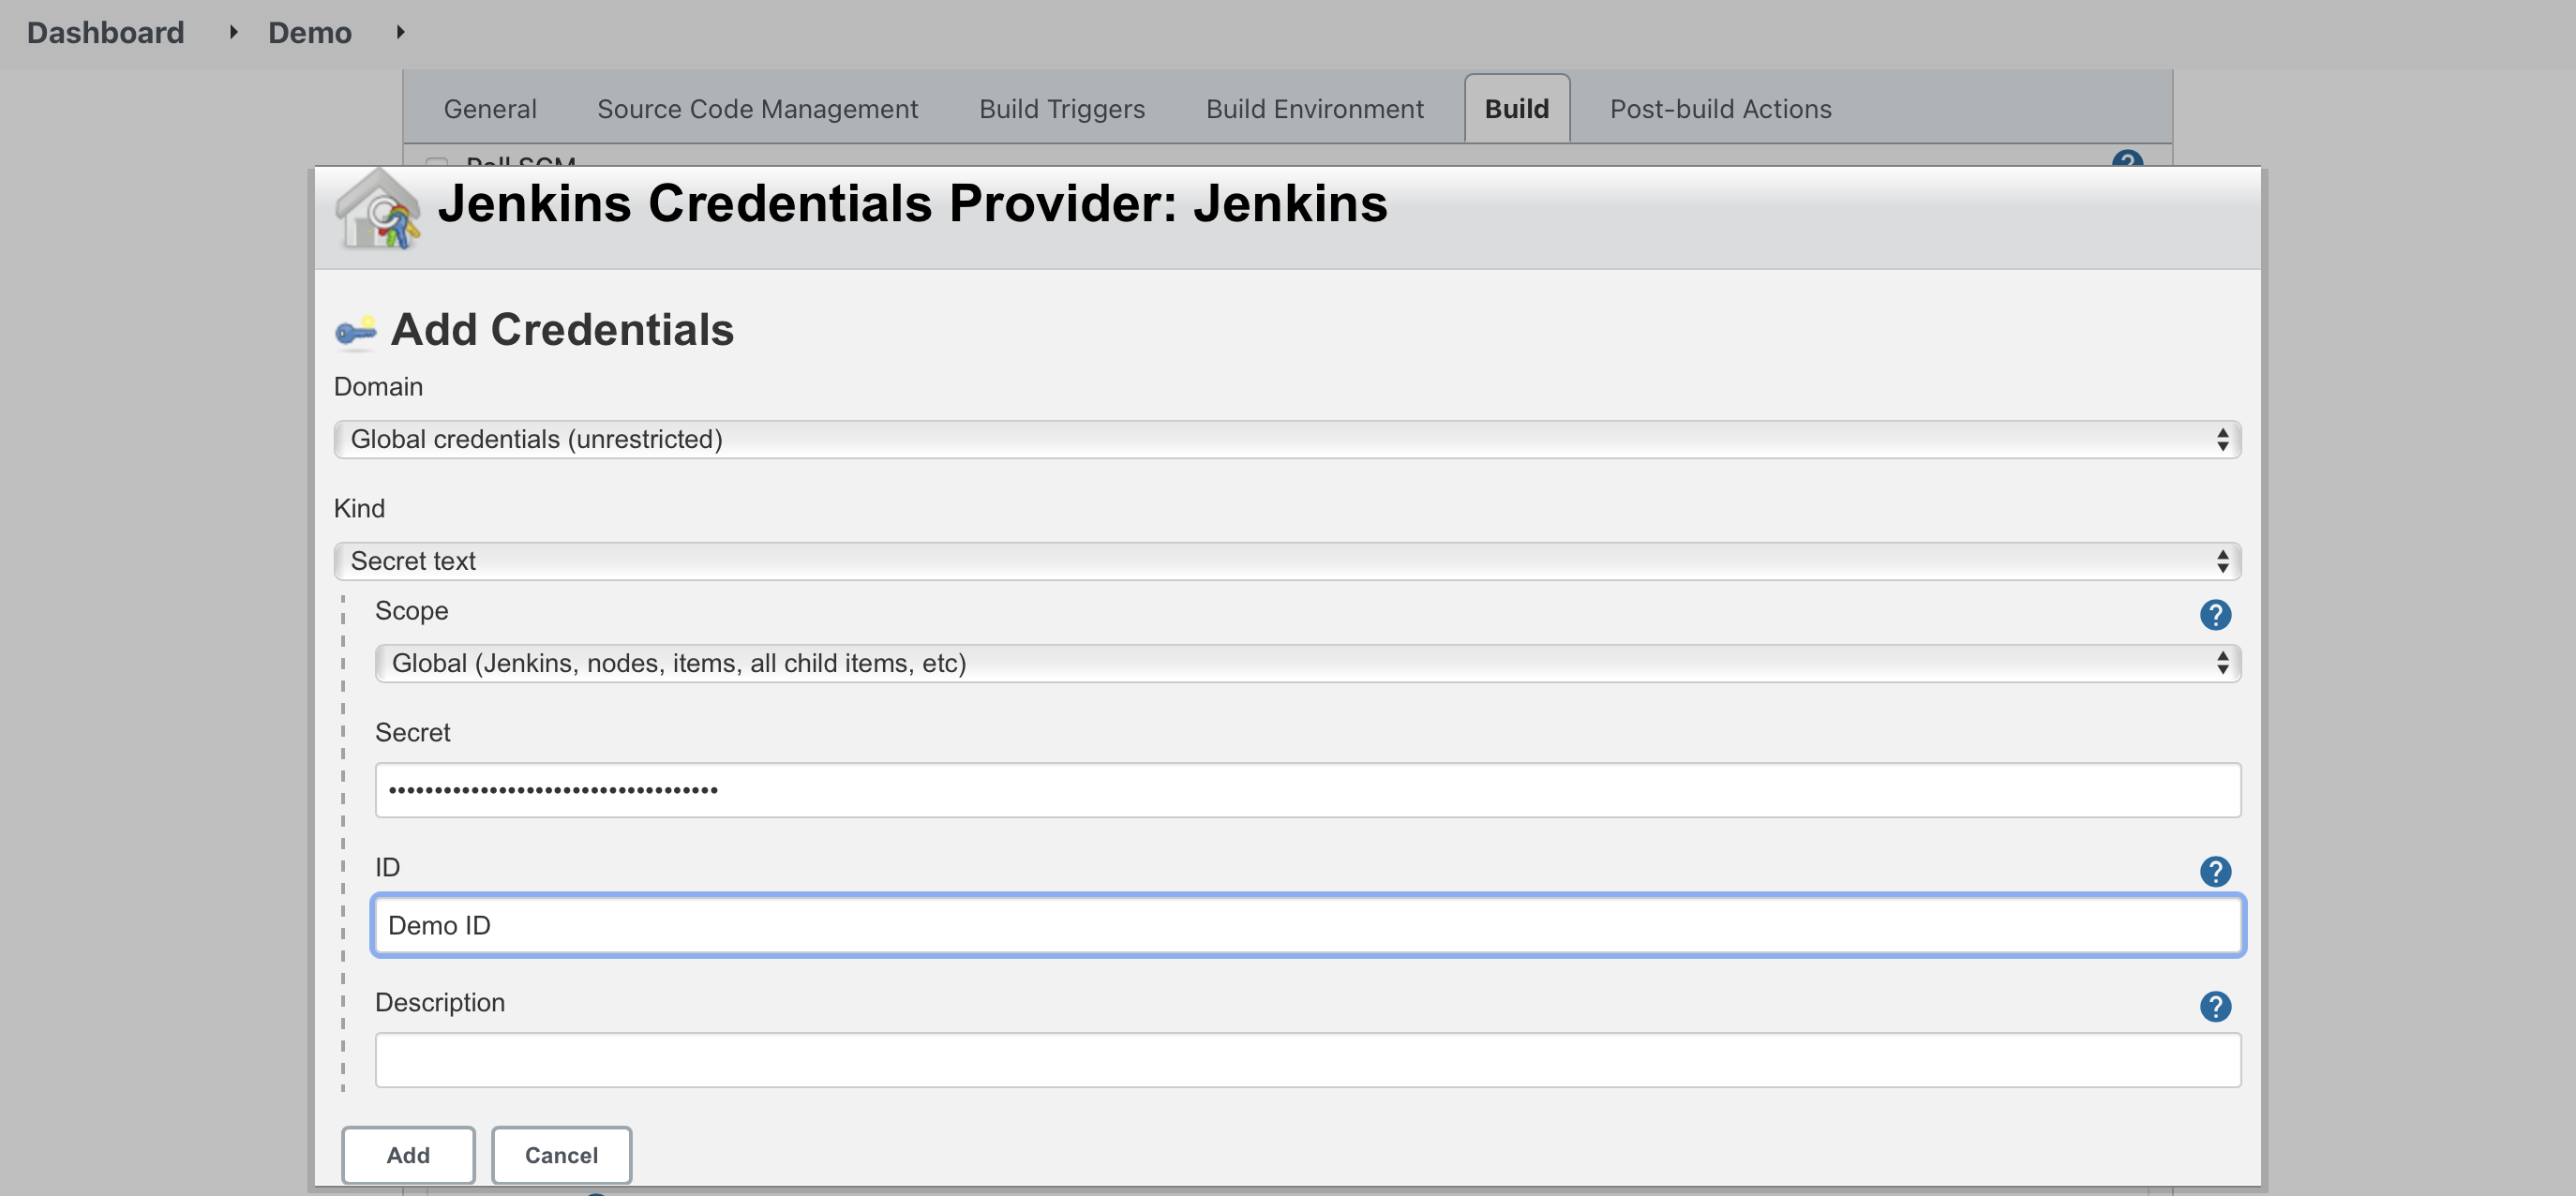 Dashboard Demo
General Source Code Management Build Triggers Build Environment Build Post-build Actions
Poll SCM ?
Jenkins Credentials Provider: Jenkins
Add Credentials
Domain
Global credentials (unrestricted)
Kind
Secret text
Scope ?
Global (Jenkins, nodes, items, all child items, etc)
Secret
••••••••••••••••••••••••••••••••••••
ID ?
Demo ID
Description ?
Add Cancel